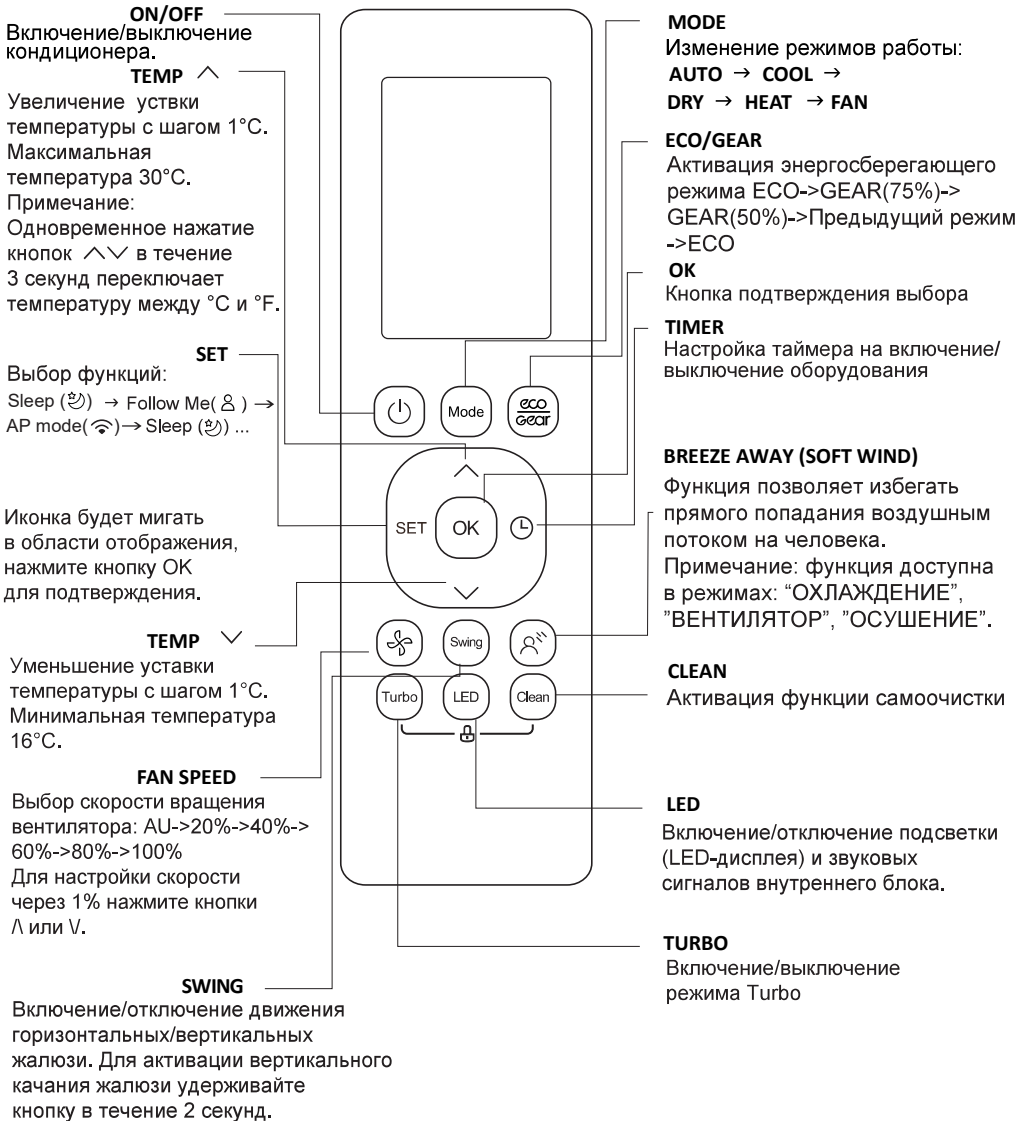 ON/OFF
Включение/выключение
кондиционера.
TEMP ㅅ
Увеличение уствки
температуры с шагом 1°C.
Максимальная
температура 30°C.
Примечание:
Одновременное нажатие
кнопок ㅅ∨ в течение
3 секунд переключает
температуру между °C и °F.
SET
Выбор функций:
Sleep () → Follow Me( ) →
AP mode( )→ Sleep () ...
Иконка будет мигать
в области отображения,
нажмите кнопку OK
для подтверждения.
TEMP ∨
Уменьшение уставки
температуры с шагом 1°C.
Минимальная температура
16°C.
FAN SPEED
Выбор скорости вращения
вентилятора: AU->20%->40%->
60%->80%->100%
Для настройки скорости
через 1% нажмите кнопки
/\ или \/.
SWING
Включение/отключение движения
горизонтальных/вертикальных
жалюзи. Для активации вертикального
качания жалюзи удерживайте
кнопку в течение 2 секунд.
Mode
eco
Gear
SET
OK
Swing
Turbo
LED
Clean
MODE
Изменение режимов работы:
AUTO → COOL →
DRY → HEAT → FAN
ECO/GEAR
Активация энергосберегающего
режима ECO->GEAR(75%)->
GEAR(50%)->Предыдущий режим
->ECO
OK
Кнопка подтверждения выбора
TIMER
Настройка таймера на включение/
выключение оборудования
BREEZE AWAY (SOFT WIND)
Функция позволяет избегать
прямого попадания воздушным
потоком на человека.
Примечание: функция доступна
в режимах: “ОХЛАЖДЕНИЕ”,
”ВЕНТИЛЯТОР”, ”ОСУШЕНИЕ”.
CLEAN
Активация функции самоочистки
LED
Включение/отключение подсветки
(LED-дисплея) и звуковых
сигналов внутреннего блока.
TURBO
Включение/выключение
режима Turbo